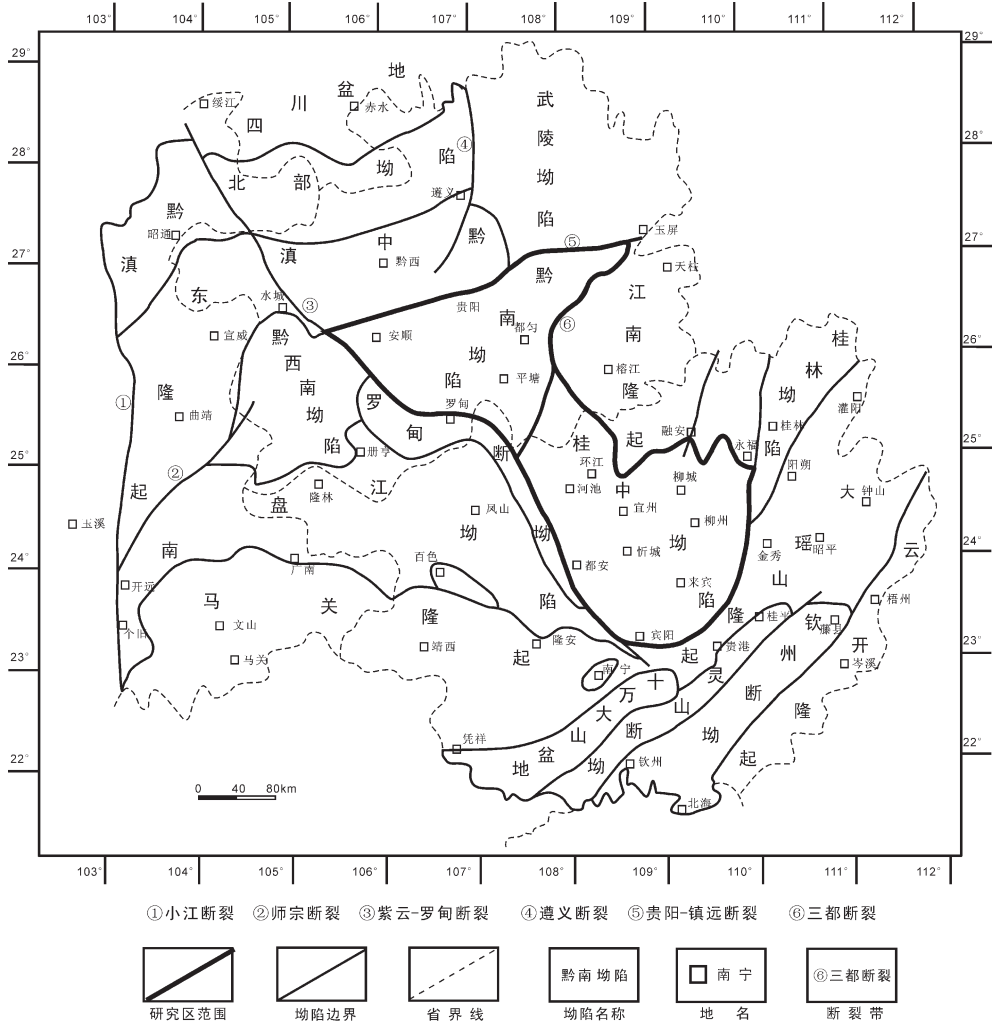 103° 104° 105° 106° 107° 108° 109° 110° 111° 112°
29° 28° 27° 26° 25° 24° 23° 22°
29° 28° 27° 26° 25° 24° 23° 22°
四川盆地
绥江
赤水
武陵坳陷
黔北部坳陷
④
遵义
昭通
黔中
黔西
玉屏
天柱
⑤
滇东
滇黔
水城
③
贵阳
安顺
黔南坳陷
都匀
⑥
江南隆起
榕江
平塘
罗甸
宣威
隆起
黔西南坳陷
①
曲靖
②
罗甸断坳
册亨
桂林坳陷
灌阳
桂林
融安
永福
阳朔
环江
河池
柳城
宜州
柳州
忻城
都安
来宾
宾阳
桂中坳陷
大瑶山隆起
钟山
昭平
金秀
梧州
玉溪
隆林
盘江坳陷
凤山
百色
广南
南
开远
个旧
文山
马关
马关隆起
靖西
隆安
南宁
桂平
贵港
藤县
岑溪
云开隆起
钦州断坳
灵山断坳
十万大山盆地
凭祥
钦州
北海
0 40 80km
103° 104° 105° 106° 107° 108° 109° 110° 111° 112°
①小江断裂 ②师宗断裂 ③紫云-罗甸断裂 ④遵义断裂 ⑤贵阳-镇远断裂 ⑥三都断裂
黔南坳陷 南宁 ⑥三都断裂
研究区范围 坳陷边界 省界线 坳陷名称 地名 断裂带